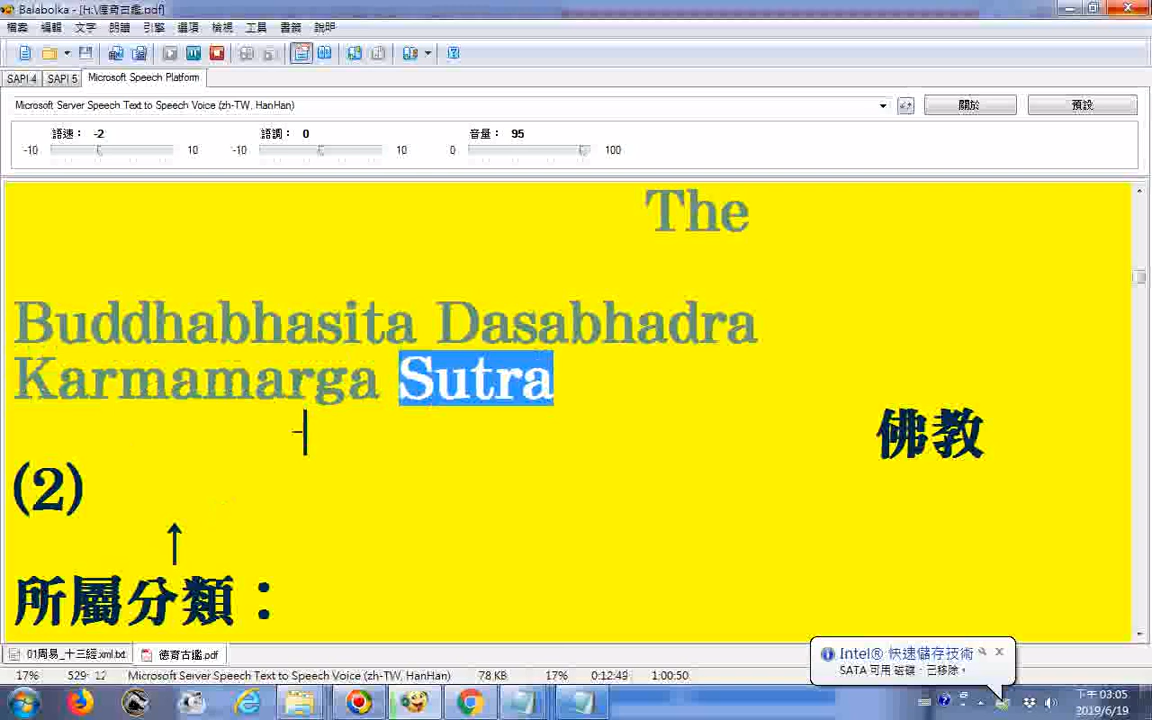 Balabolka - [H:\德育古鑑.pdf]
檔案 編輯 文字 朗讀 引擎 選項 檢視 工具 書籤 說明
SAPI 4 SAPI 5 Microsoft Speech Platform
Microsoft Server Speech Text to Speech Voice (zh-TW, HanHan) 關於 預設
語速： -2 語調： 0 音量： 95
-10 10 -10 10 0 100
The
Buddhabhasita Dasabhadra
Karmamarga Sutra
-
佛教
(2)
↑
所屬分類：
01周易_十三經.xml.txt 德育古鑑.pdf
Intel® 快速儲存技術
SATA 可用 磁碟：已移除。
17% 529: 12 Microsoft Server Speech Text to Speech Voice (zh-TW, HanHan) 78 KB 17% 0:12:49 1:00:50
下午 03:05
2019/6/19